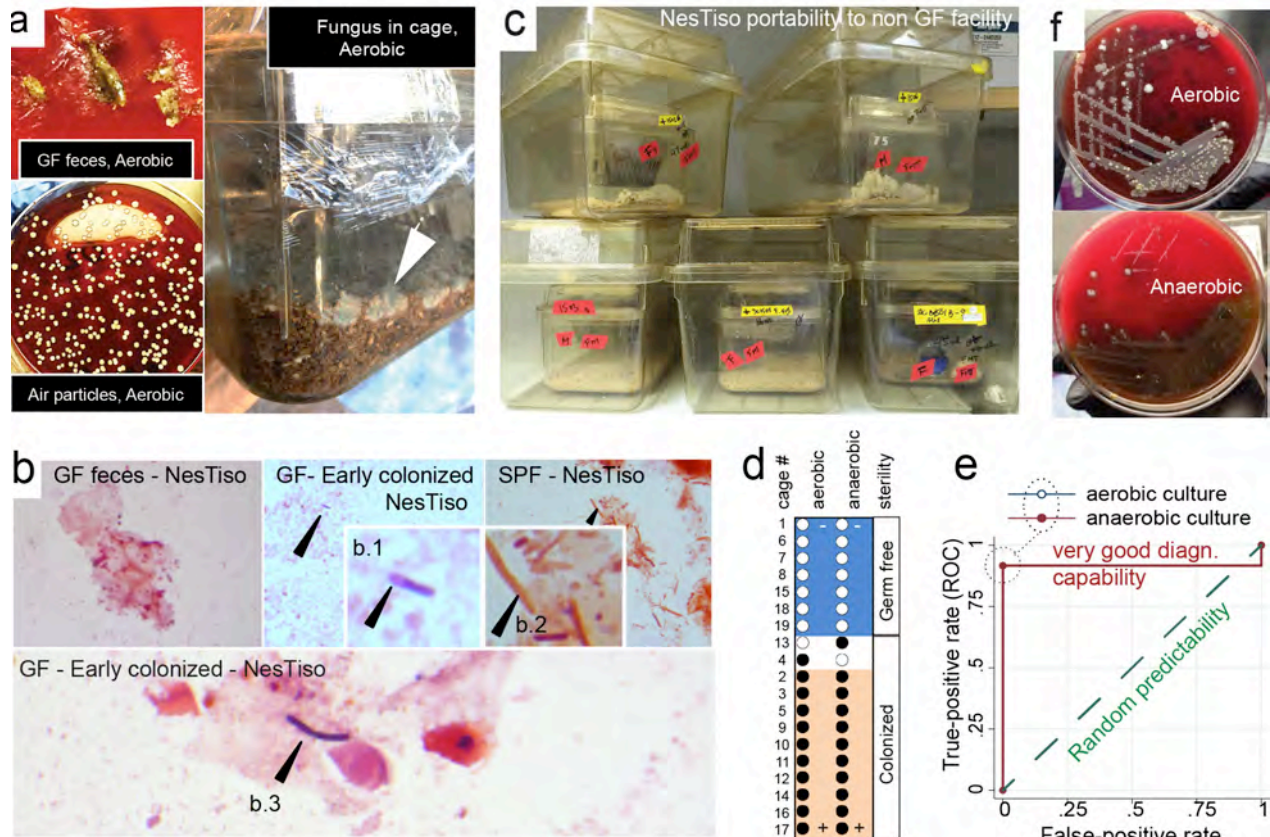 a
Fungus in cage,
Aerobic
GF feces, Aerobic
Air particles, Aerobic
c
NesTiso portability to non GF facility
75
M
F
f
Aerobic
Anaerobic
b
GF feces - NesTiso
GF- Early colonized
NesTiso
SPF - NesTiso
b.1
b.2
GF - Early colonized - NesTiso
b.3
d
cage #
aerobic
anaerobic
sterility
1 - -
6
7
8
15
18
19
13
4
2
3
5
9
10
11
12
14
16
17 + +
Germ free
Colonized
e
aerobic culture
anaerobic culture
very good diagn.
capability
Random predictability
True-positive rate (ROC)
1
.75
.5
.25
0
0 .25 .5 .75 1
False-positive rate